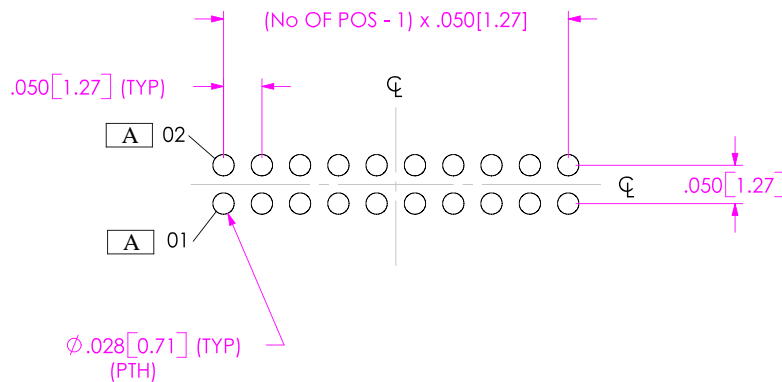 (No OF POS - 1) x .050[1.27]
.050[1.27] (TYP)
℄
A 02
℄
.050[1.27]
A 01
Ø.028[0.71] (TYP)
(PTH)